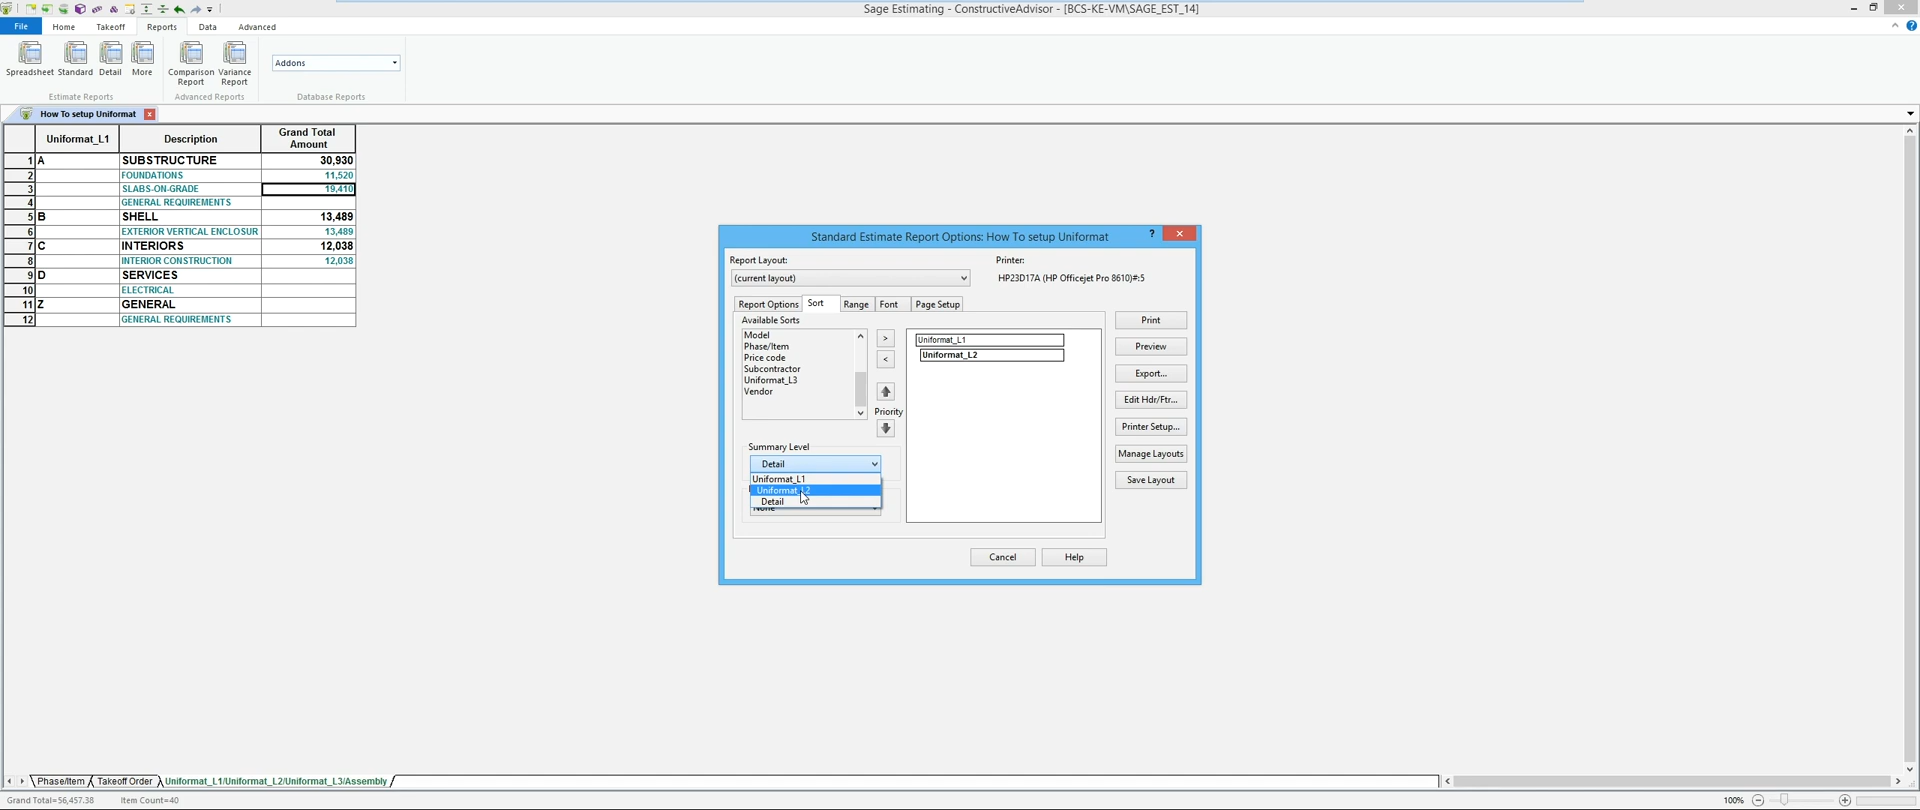 Sage Estimating - ConstructiveAdvisor - [BCS-KE-VM\SAGE_EST_14]
File Home Takeoff Reports Data Advanced
Spreadsheet Standard Detail More
Comparison Report
Variance Report
Addons
Estimate Reports Advanced Reports Database Reports
How To setup Uniformat
Uniformat_L1 Description Grand Total Amount
1 A SUBSTRUCTURE 30,930
2 FOUNDATIONS 11,520
3 SLABS-ON-GRADE 19,410
4 GENERAL REQUIREMENTS
5 B SHELL 13,489
6 EXTERIOR VERTICAL ENCLOSUR 13,489
7 C INTERIORS 12,038
8 INTERIOR CONSTRUCTION 12,038
9 D SERVICES
10 ELECTRICAL
11 Z GENERAL
12 GENERAL REQUIREMENTS
Standard Estimate Report Options: How To setup Uniformat
?
Report Layout: Printer:
(current layout) HP23D17A (HP Officejet Pro 8610)#:5
Report Options Sort Range Font Page Setup
Available Sorts
Model
Phase/Item
Price code
Subcontractor
Uniformat_L3
Vendor
>
<
Priority
Uniformat_L1
Uniformat_L2
Summary Level
Detail
Uniformat_L1
Uniformat_L2
Detail
None
Print
Preview
Export...
Edit Hdr/Ftr...
Printer Setup...
Manage Layouts
Save Layout
Cancel Help
Phase/Item Takeoff Order Uniformat_L1/Uniformat_L2/Uniformat_L3/Assembly
Grand Total=56,457.38 Item Count=40 100%